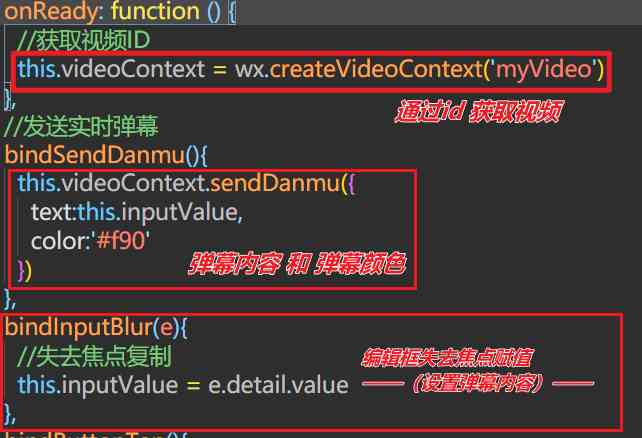 onReady: function () {
//获取视频ID
this.videoContext = wx.createVideoContext('myVideo')
通过id 获取视频
},
//发送实时弹幕
bindSendDanmu(){
this.videoContext.sendDanmu({
text:this.inputValue,
color:'#f90'
弹幕内容 和 弹幕颜色
})
},
bindInputBlur(e){
//失去焦点复制
编辑框失去焦点赋值
this.inputValue = e.detail.value
——（设置弹幕内容）——
},
bindButtonTap(){